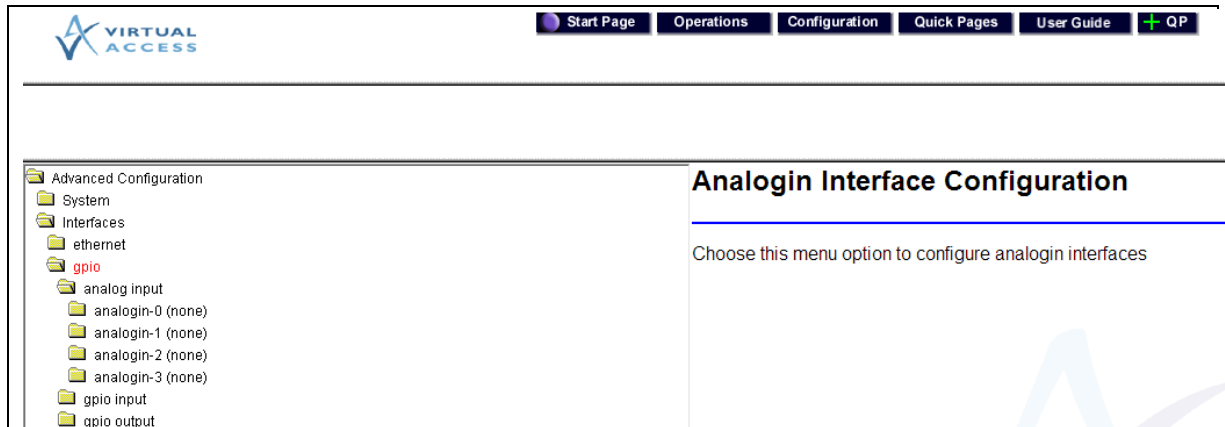 VIRTUAL
ACCESS
Start Page Operations Configuration Quick Pages User Guide QP
Advanced Configuration
System
Interfaces
ethernet
gpio
analog input
analogin-0 (none)
analogin-1 (none)
analogin-2 (none)
analogin-3 (none)
gpio input
gpio output
Analogin Interface Configuration
Choose this menu option to configure analogin interfaces